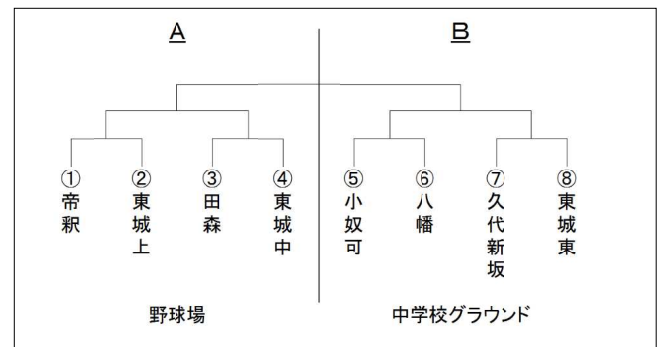 A
B
①帝釈
②東城上
③田森
④東城中
⑤小奴可
⑥八幡
⑦久代新坂
⑧東城東
野球場
中学校グラウンド